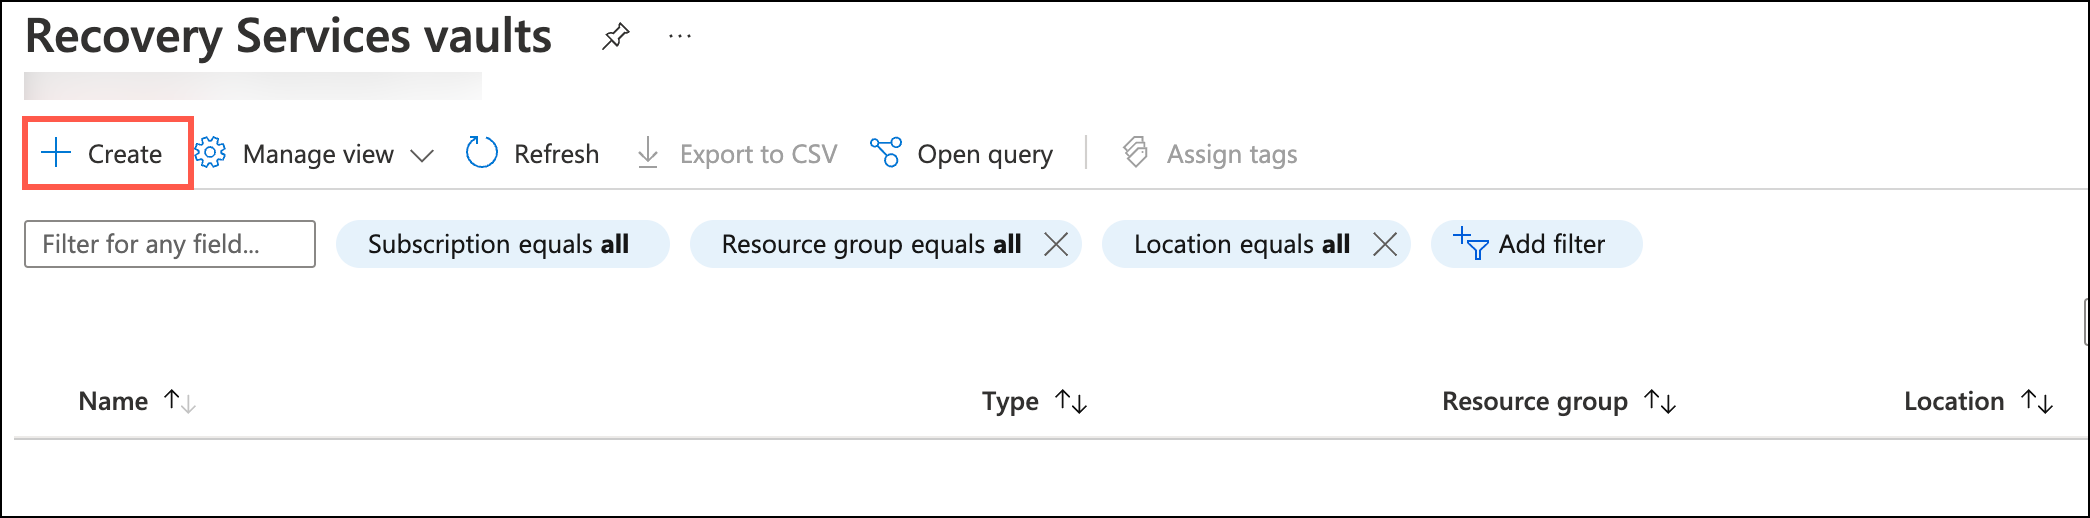 Recovery Services vaults
Create Manage view Refresh Export to CSV Open query Assign tags
Filter for any field... Subscription equals all Resource group equals all Location equals all Add filter
Name Type Resource group Location